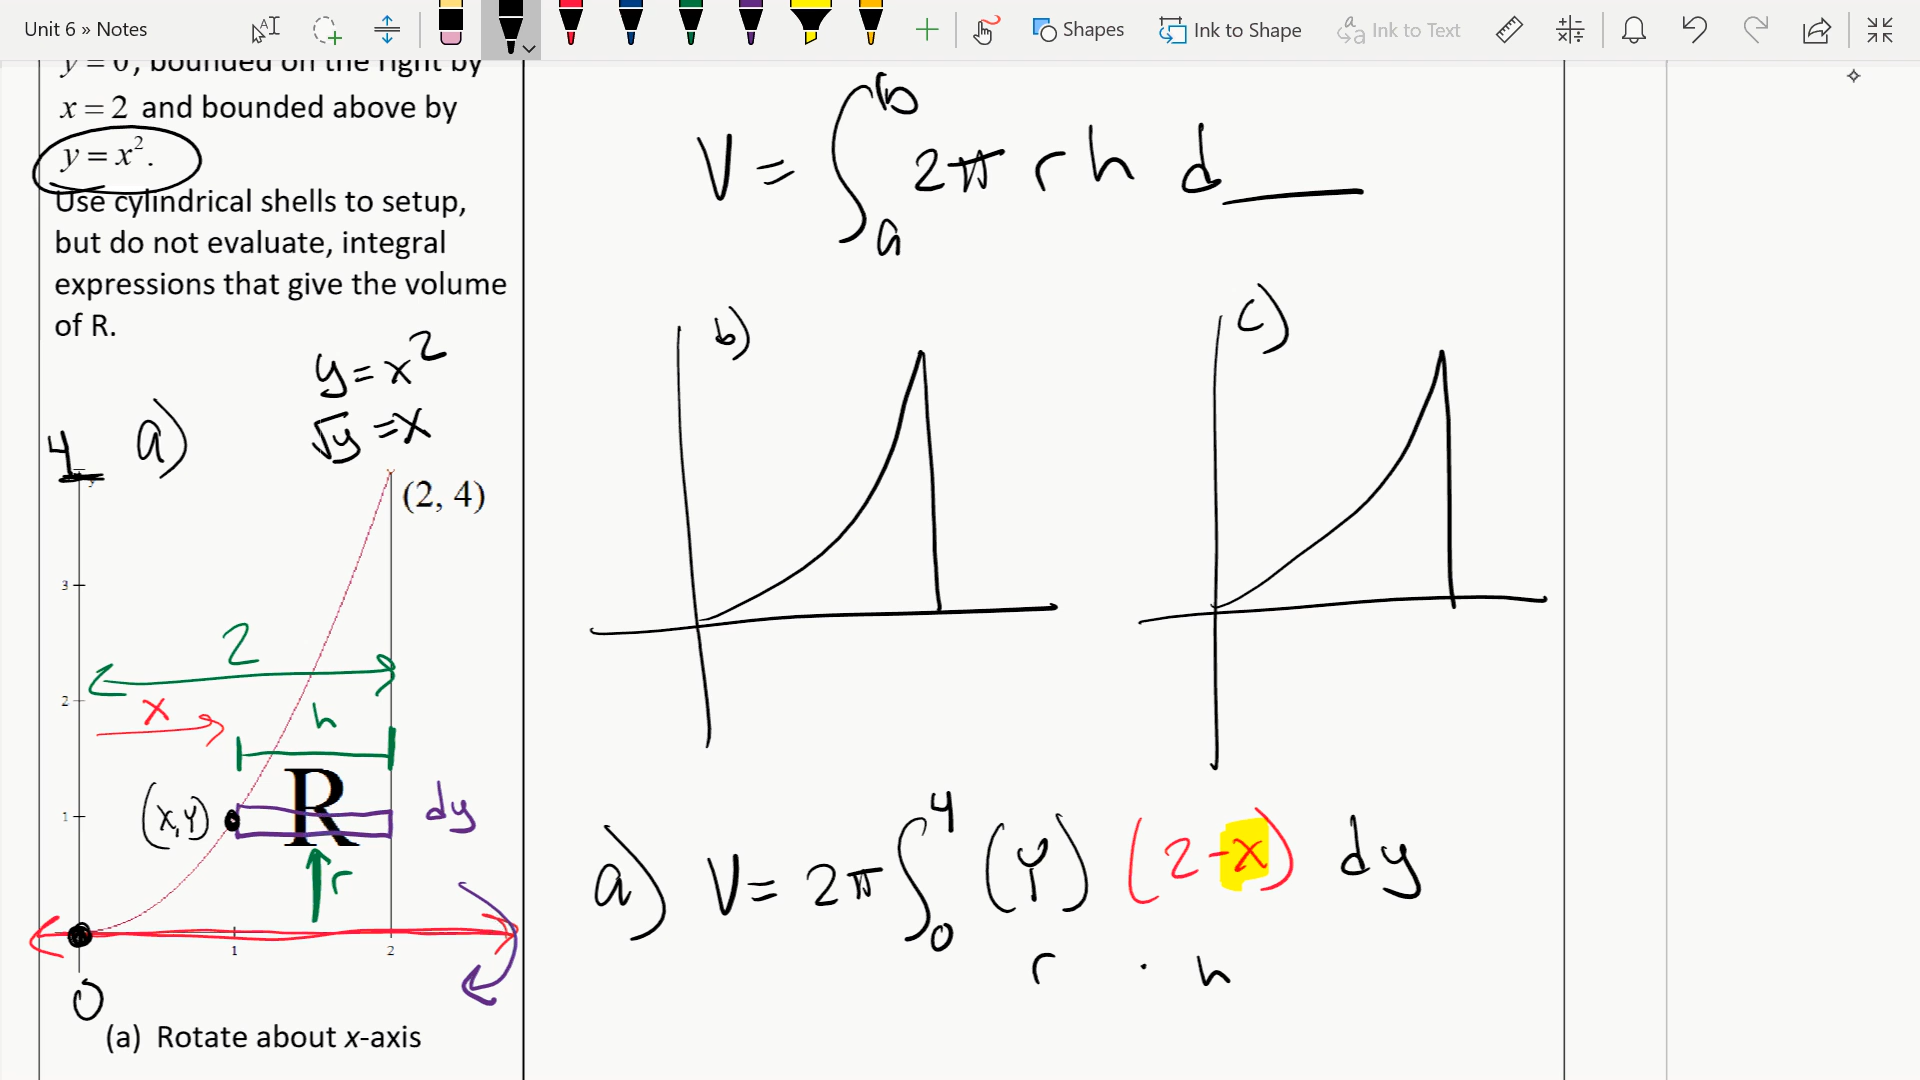 Unit 6 » Notes
Shapes
Ink to Shape
Ink to Text
y = 0, bounded on the right by
x = 2 and bounded above by
y = x².
Use cylindrical shells to setup,
but do not evaluate, integral
expressions that give the volume
of R.
y = x²
√y = x
4
a)
(2, 4)
3
2
2
x
h
R
(x,y)
dy
1
r
1
2
0
(a) Rotate about x-axis
V = ∫ₐᵇ 2π r h d___
b)
c)
a) V = 2π ∫₀⁴ (y) (2-x) dy
r · h